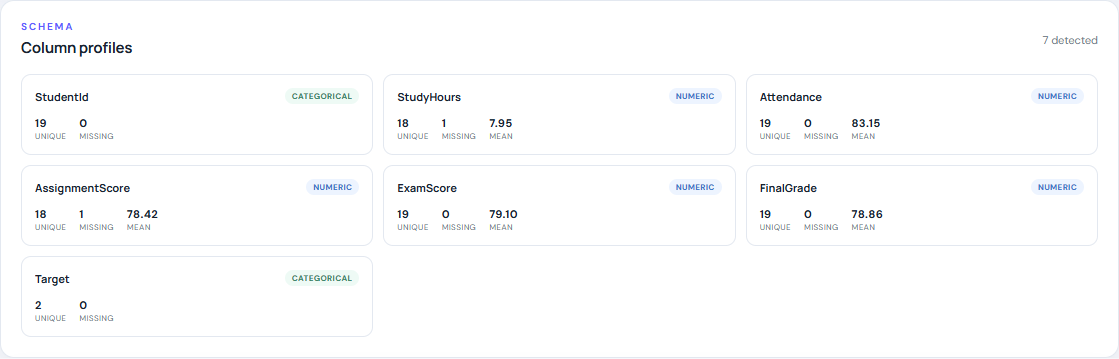 SCHEMA
Column profiles
7 detected
StudentId CATEGORICAL
19 0
UNIQUE MISSING
StudyHours NUMERIC
18 1 7.95
UNIQUE MISSING MEAN
Attendance NUMERIC
19 0 83.15
UNIQUE MISSING MEAN
AssignmentScore NUMERIC
18 1 78.42
UNIQUE MISSING MEAN
ExamScore NUMERIC
19 0 79.10
UNIQUE MISSING MEAN
FinalGrade NUMERIC
19 0 78.86
UNIQUE MISSING MEAN
Target CATEGORICAL
2 0
UNIQUE MISSING